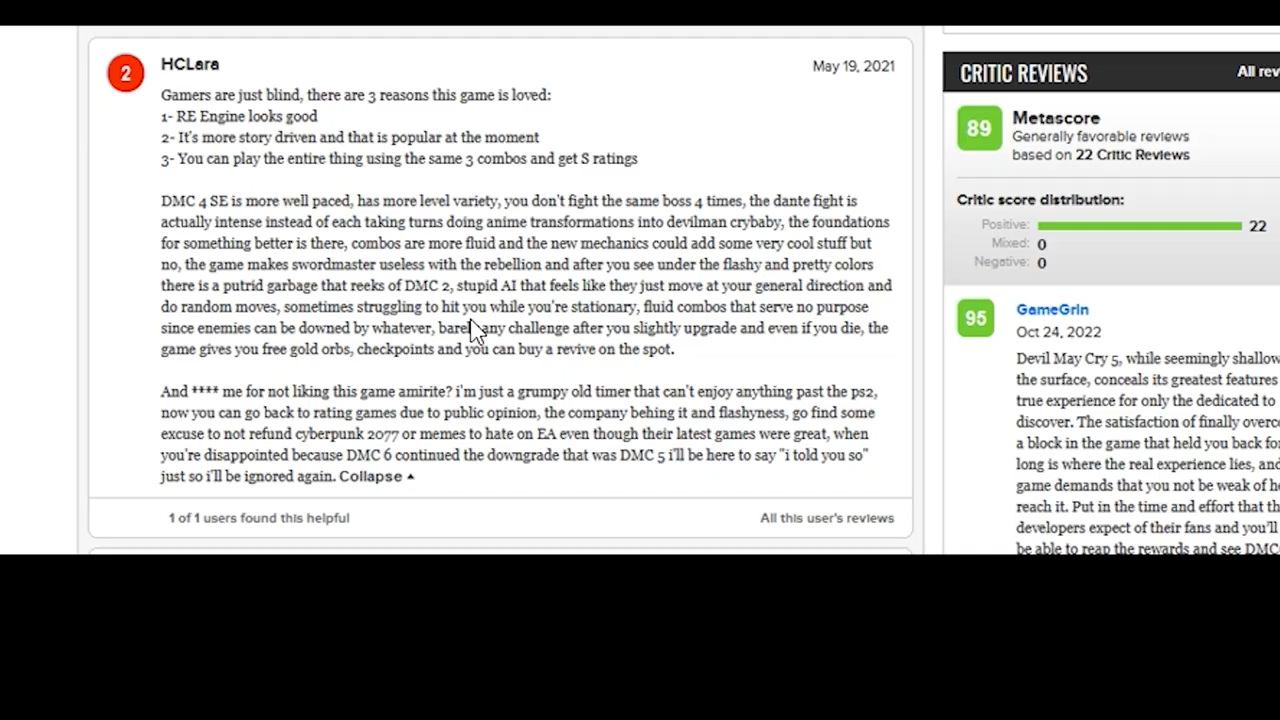 2
HCLara
May 19, 2021
Gamers are just blind, there are 3 reasons this game is loved:
1- RE Engine looks good
2- It's more story driven and that is popular at the moment
3- You can play the entire thing using the same 3 combos and get S ratings
DMC 4 SE is more well paced, has more level variety, you don't fight the same boss 4 times, the dante fight is
actually intense instead of each taking turns doing anime transformations into devilman crybaby, the foundations
for something better is there, combos are more fluid and the new mechanics could add some very cool stuff but
no, the game makes swordmaster useless with the rebellion and after you see under the flashy and pretty colors
there is a putrid garbage that reeks of DMC 2, stupid AI that feels like they just move at your general direction and
do random moves, sometimes struggling to hit you while you're stationary, fluid combos that serve no purpose
since enemies can be downed by whatever, barely any challenge after you slightly upgrade and even if you die, the
game gives you free gold orbs, checkpoints and you can buy a revive on the spot.
And **** me for not liking this game amirite? i'm just a grumpy old timer that can't enjoy anything past the ps2,
now you can go back to rating games due to public opinion, the company behing it and flashyness, go find some
excuse to not refund cyberpunk 2077 or memes to hate on EA even though their latest games were great, when
you're disappointed because DMC 6 continued the downgrade that was DMC 5 i'll be here to say "i told you so"
just so i'll be ignored again. Collapse
1 of 1 users found this helpful
All this user's reviews
CRITIC REVIEWS
All rev
89
Metascore
Generally favorable reviews
based on 22 Critic Reviews
Critic score distribution:
Positive: 22
Mixed: 0
Negative: 0
95
GameGrin
Oct 24, 2022
Devil May Cry 5, while seemingly shallow
the surface, conceals its greatest features
true experience for only the dedicated to
discover. The satisfaction of finally overc
a block in the game that held you back fo
long is where the real experience lies, and
game demands that you not be weak of he
reach it. Put in the time and effort that th
developers expect of their fans and you'll
be able to reap the rewards and see DMC